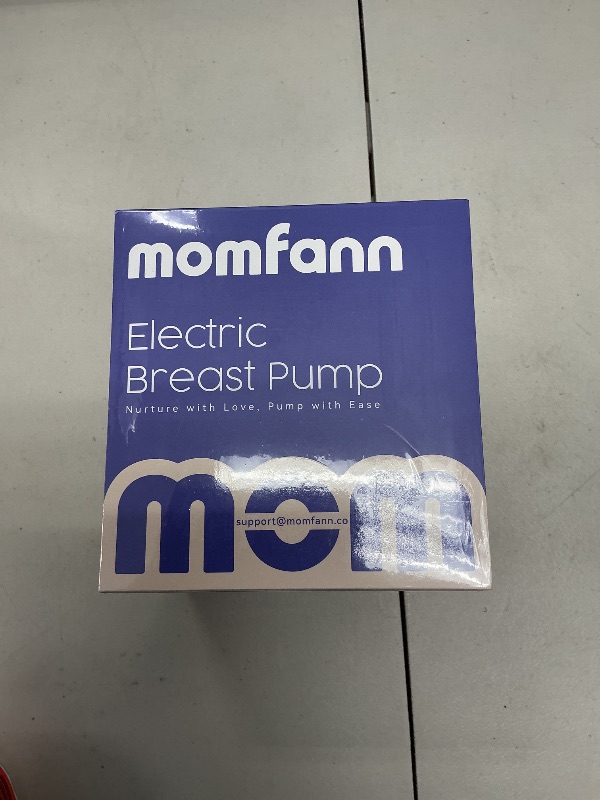 momfann
Electric
Breast Pump
Nurture with Love, Pump with Ease
mom
support@momfann.co